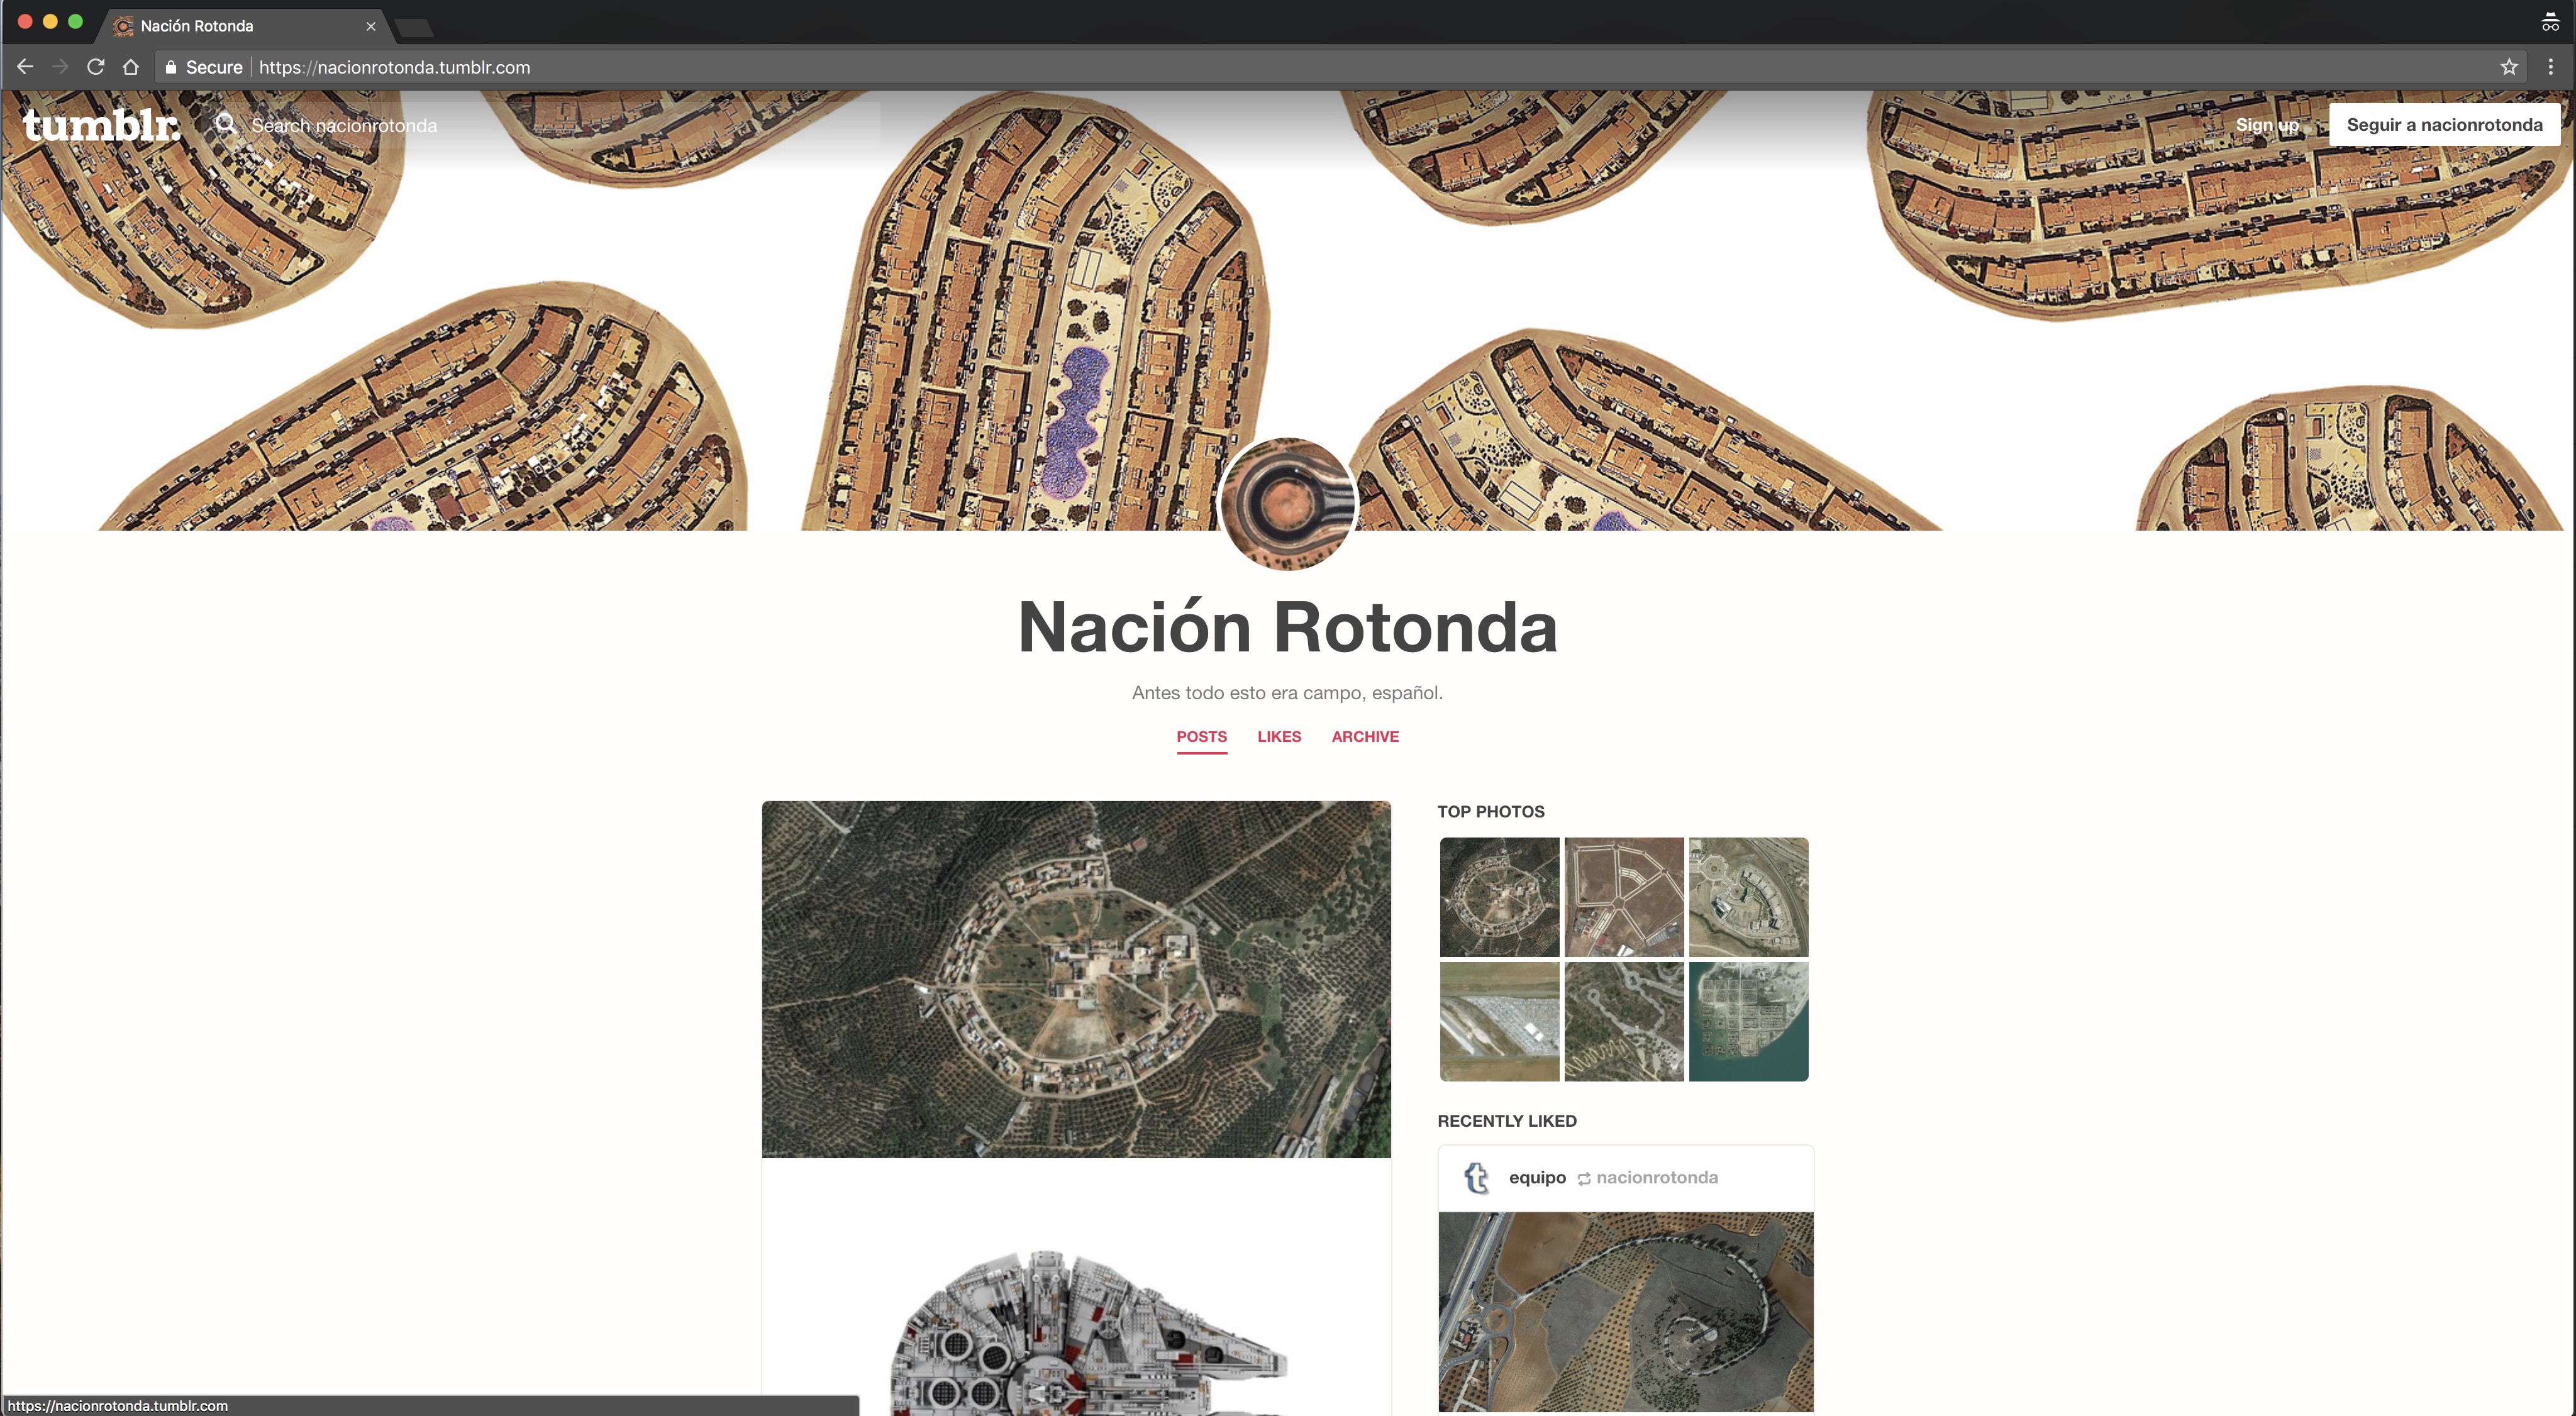 Nación Rotonda
Secure https://nacionrotonda.tumblr.com
tumblr. Search nacionrotonda Sign up Seguir a nacionrotonda
Nación Rotonda
Antes todo esto era campo, español.
POSTS LIKES ARCHIVE
TOP PHOTOS
RECENTLY LIKED
equipo nacionrotonda
https://nacionrotonda.tumblr.com